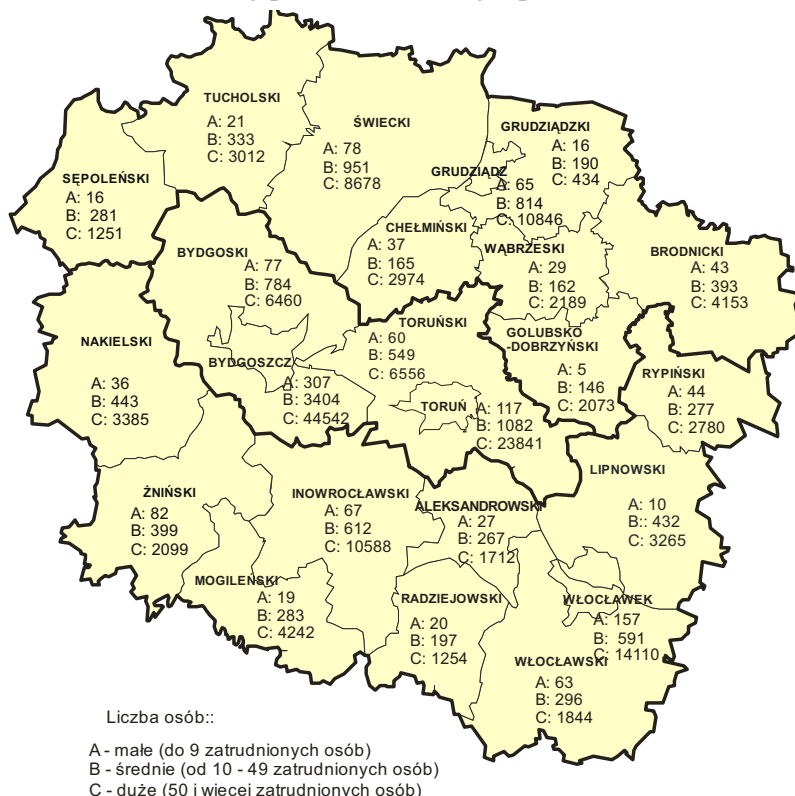 TUCHOLSKI
A: 21
B: 333
C: 3012
ŚWIECKI
A: 78
B: 951
C: 8678
GRUDZIĄDZKI
A: 16
B: 190
C: 434
GRUDZIĄDZ
A: 65
B: 814
C: 10846
SĘPOLEŃSKI
A: 16
B: 281
C: 1251
CHEŁMIŃSKI
A: 37
B: 165
C: 2974
WĄBRZESKI
A: 29
B: 162
C: 2189
BRODNICKI
A: 43
B: 393
C: 4153
BYDGOSKI
A: 77
B: 784
C: 6460
NAKIELSKI
A: 36
B: 443
C: 3385
BYDGOSZCZ
A: 307
B: 3404
C: 44542
TORUŃSKI
A: 60
B: 549
C: 6556
TORUŃ
A: 117
B: 1082
C: 23841
GOLUBSKO
-DOBRZYŃSKI
A: 5
B: 146
C: 2073
RYPIŃSKI
A: 44
B: 277
C: 2780
LIPNOWSKI
A: 10
B:: 432
C: 3265
ŻNIŃSKI
A: 82
B: 399
C: 2099
INOWROCŁAWSKI
A: 67
B: 612
C: 10588
ALEKSANDROWSKI
A: 27
B: 267
C: 1712
MOGILEŃSKI
A: 19
B: 283
C: 4242
RADZIEJOWSKI
A: 20
B: 197
C: 1254
WŁOCŁAWEK
A: 157
B: 591
C: 14110
WŁOCŁAWSKI
A: 63
B: 296
C: 1844
Liczba osób::
A - małe (do 9 zatrudnionych osób)
B - średnie (od 10 - 49 zatrudnionych osób)
C - duże (50 i więcej zatrudnionych osób)